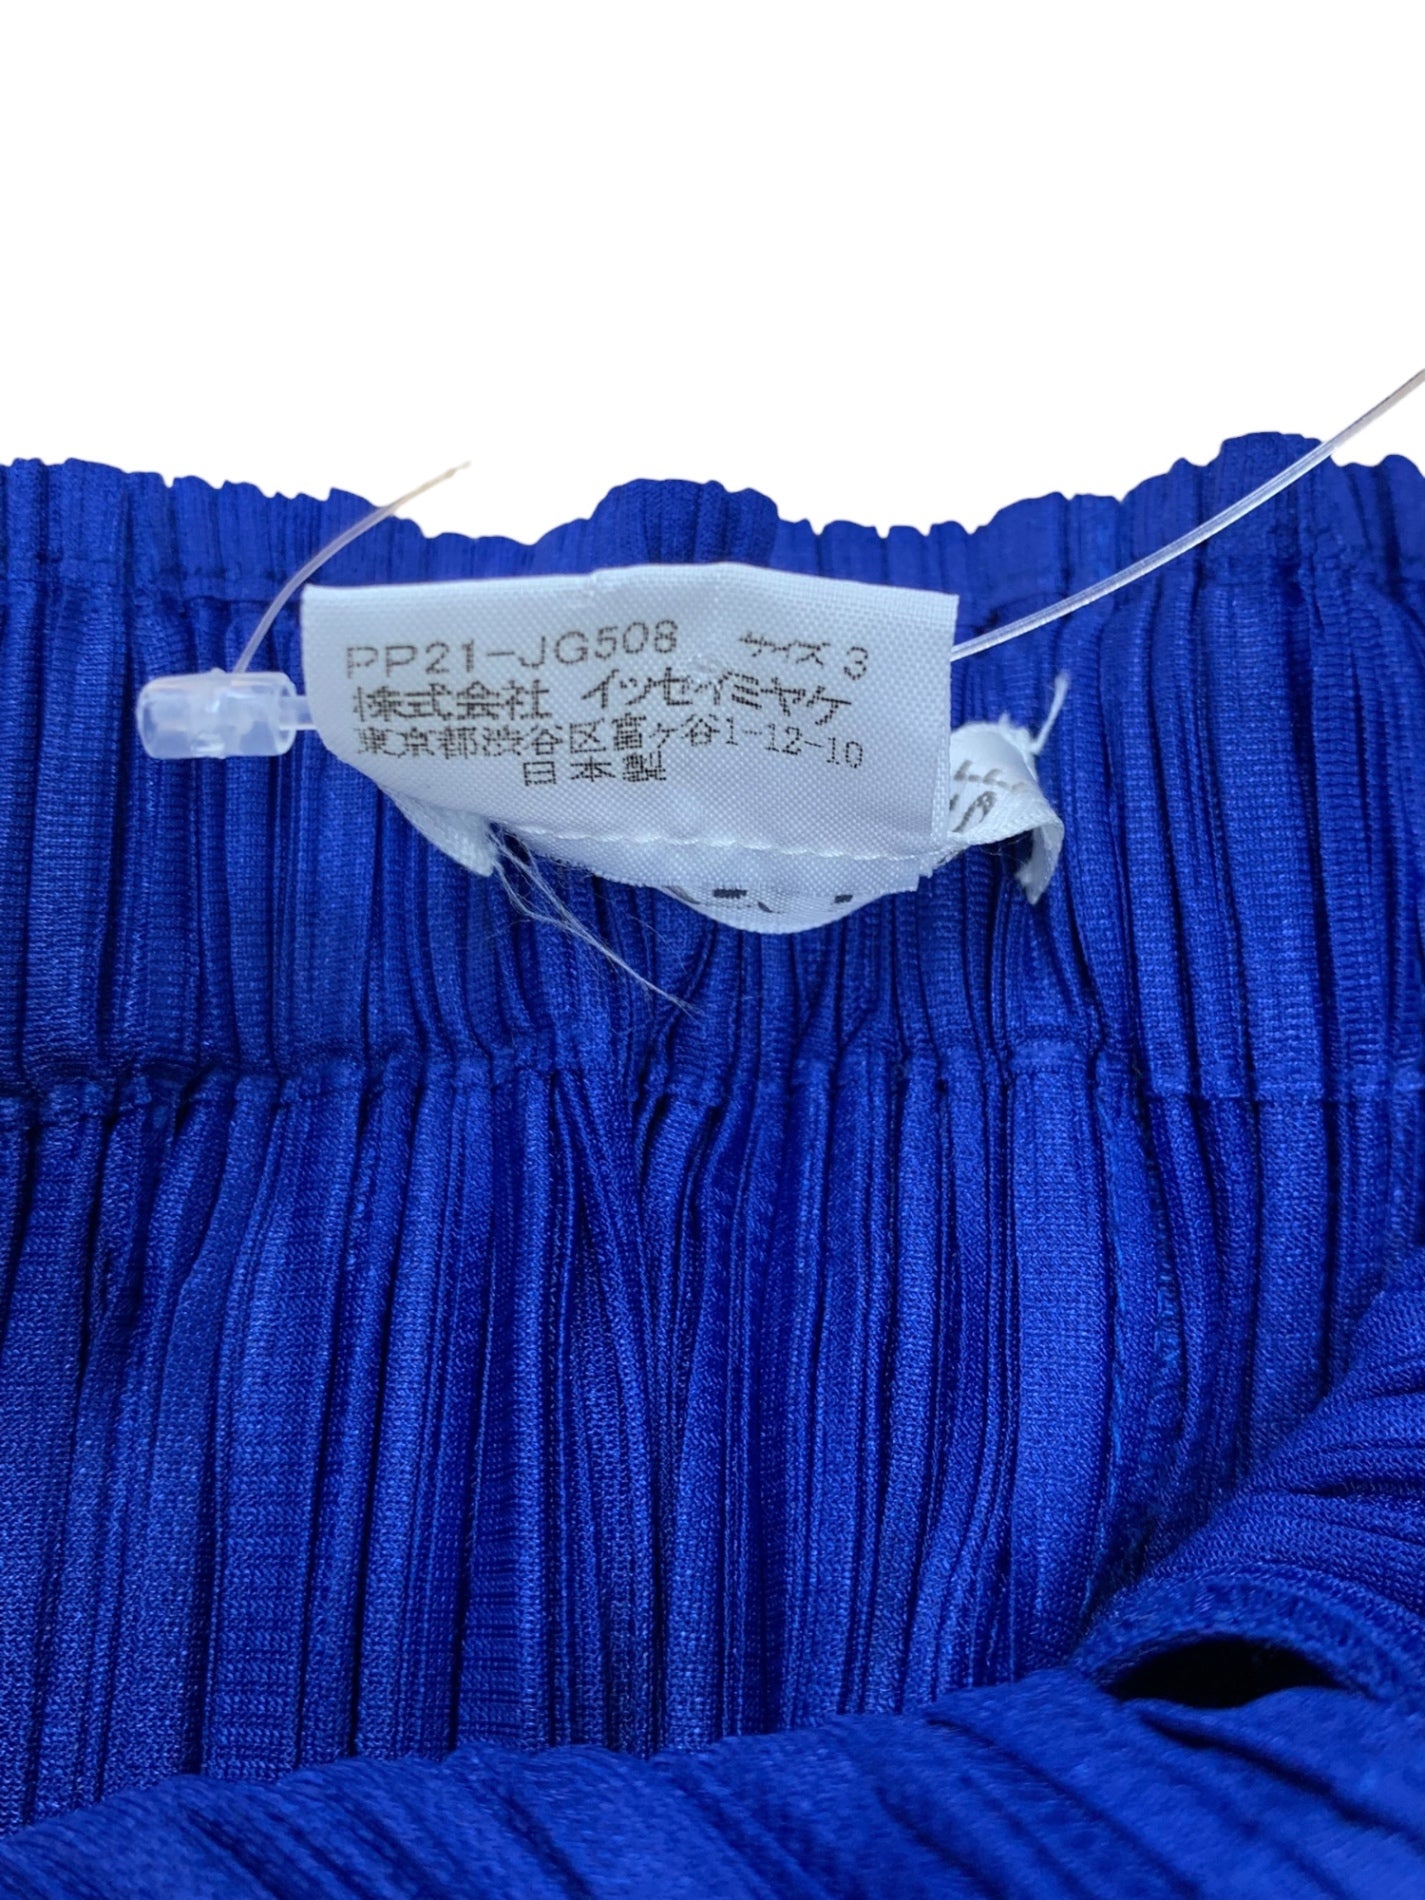 PP21-JG508 サイズ 3
株式会社 イッセイミヤケ
東京都渋谷区富ヶ谷1-12-10
日本製